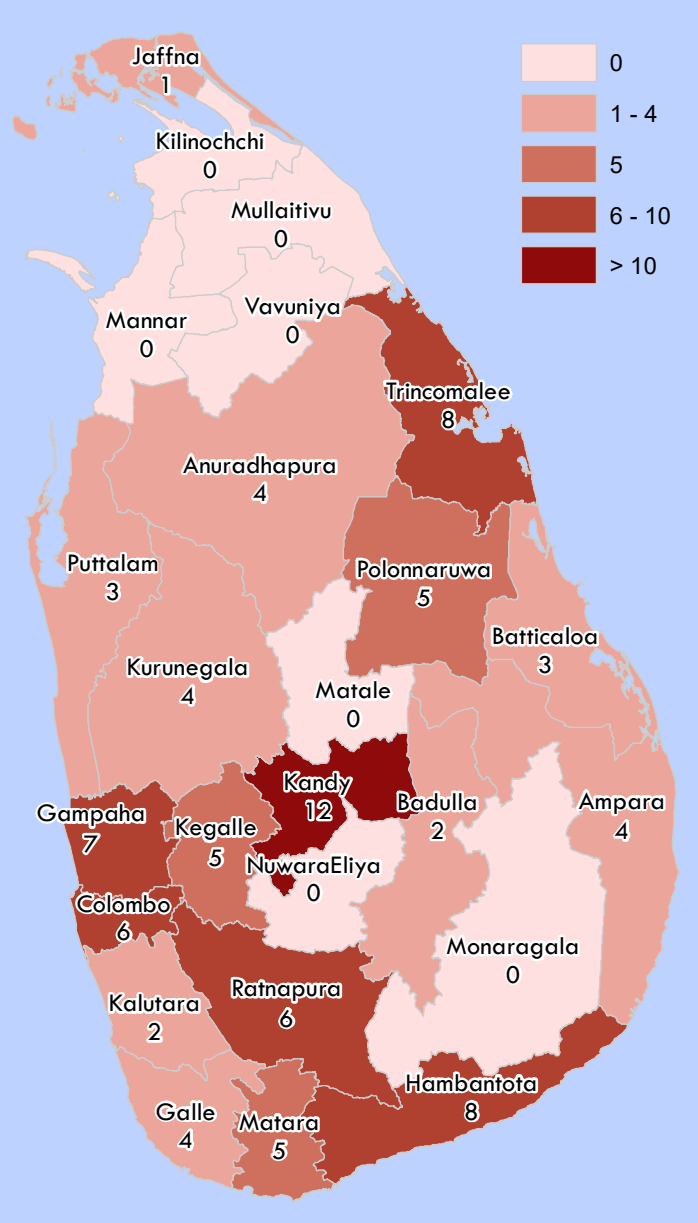 Jaffna
1
0
1 - 4
5
6 - 10
> 10
Kilinochchi
0
Mullaitivu
0
Mannar
0
Vavuniya
0
Trincomalee
8
Anuradhapura
4
Puttalam
3
Polonnaruwa
5
Batticaloa
3
Kurunegala
4
Matale
0
Kandy
12
Gampaha
7
Kegalle
5
Badulla
2
Ampara
4
NuwaraEliya
0
Colombo
6
Monaragala
0
Kalutara
2
Ratnapura
6
Hambantota
8
Galle
4
Matara
5